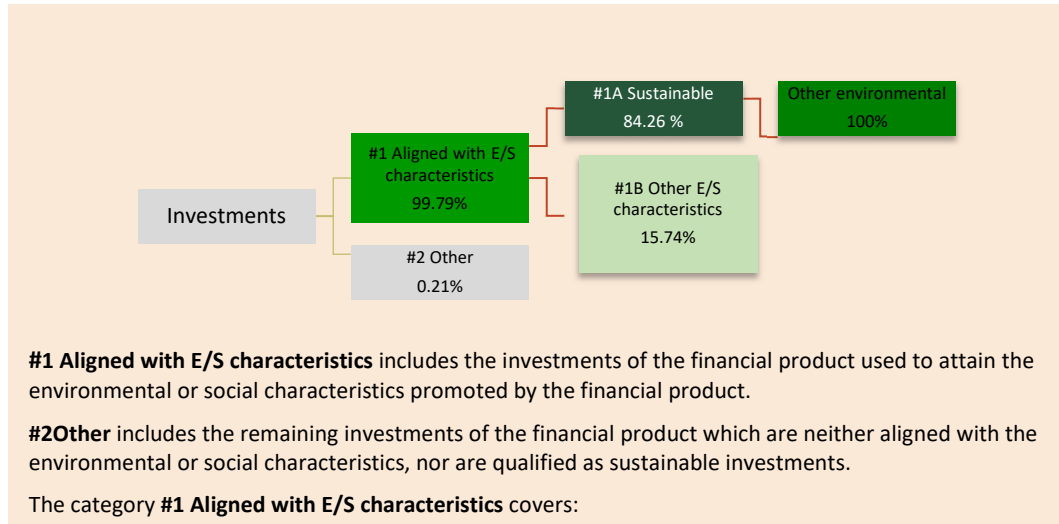 #1A Sustainable
84.26 %
Other environmental
100%
#1 Aligned with E/S
characteristics
99.79%
#1B Other E/S
characteristics
15.74%
Investments
#2 Other
0.21%
#1 Aligned with E/S characteristics includes the investments of the financial product used to attain the
environmental or social characteristics promoted by the financial product.
#2Other includes the remaining investments of the financial product which are neither aligned with the
environmental or social characteristics, nor are qualified as sustainable investments.
The category #1 Aligned with E/S characteristics covers: